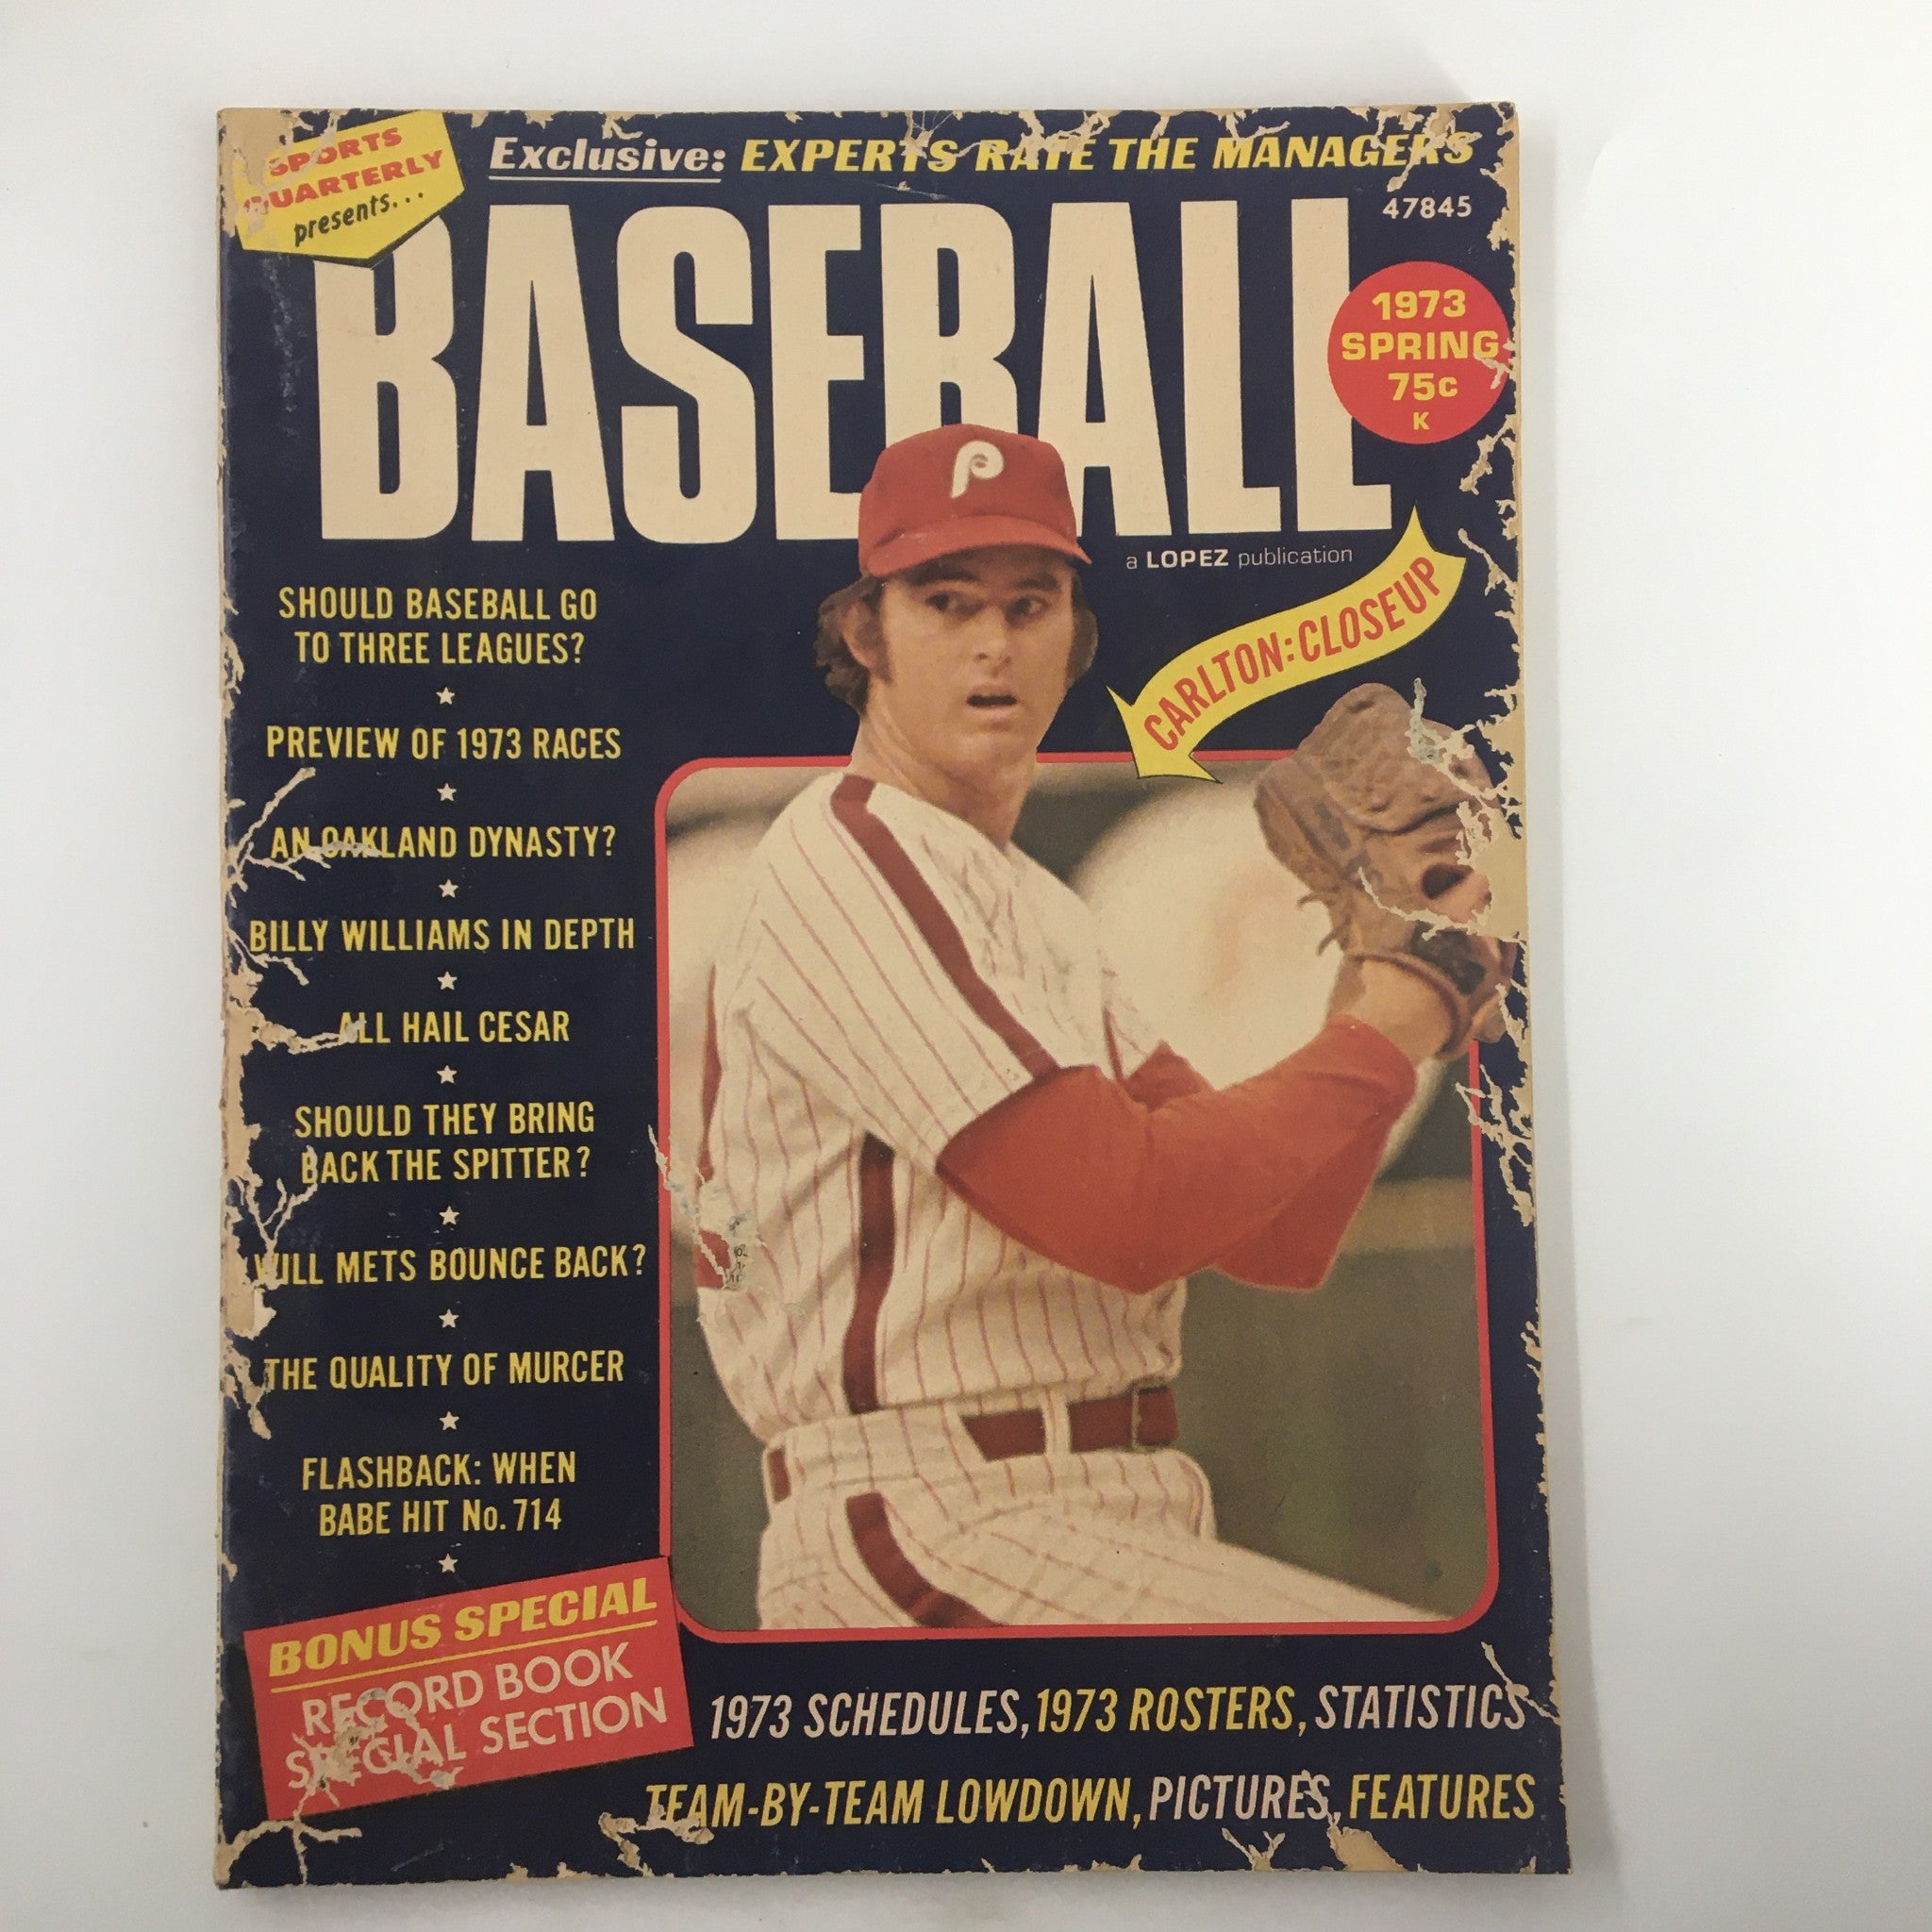 SPORTS
QUARTERLY
presents...
Exclusive: EXPERTS RATE THE MANAGERS
BASEBALL
47845
1973
SPRING
75c
K
P
a LOPEZ publication
CARLTON: CLOSEUP
SHOULD BASEBALL GO
TO THREE LEAGUES?
PREVIEW OF 1973 RACES
AN OAKLAND DYNASTY?
BILLY WILLIAMS IN DEPTH
ALL HAIL CESAR
SHOULD THEY BRING
BACK THE SPITTER?
WILL METS BOUNCE BACK?
THE QUALITY OF MURCER
FLASHBACK: WHEN
BABE HIT No. 714
BONUS SPECIAL
RECORD BOOK
SPECIAL SECTION
1973 SCHEDULES, 1973 ROSTERS, STATISTICS
TEAM-BY-TEAM LOWDOWN, PICTURES, FEATURES